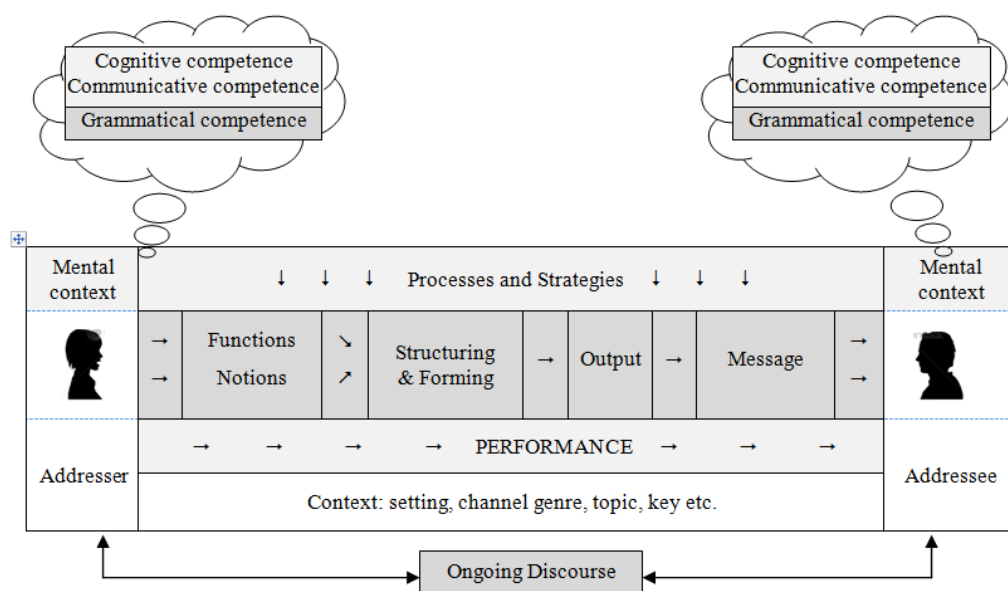 Cognitive competence
Communicative competence
Grammatical competence
Cognitive competence
Communicative competence
Grammatical competence
Mental
context
↓ ↓ ↓ Processes and Strategies ↓ ↓ ↓
Mental
context
→ Functions ↘
→ Notions ↗
Structuring
& Forming
→ Output → Message →
→
→ → → → PERFORMANCE → → →
Addresser
Addressee
Context: setting, channel genre, topic, key etc.
Ongoing Discourse